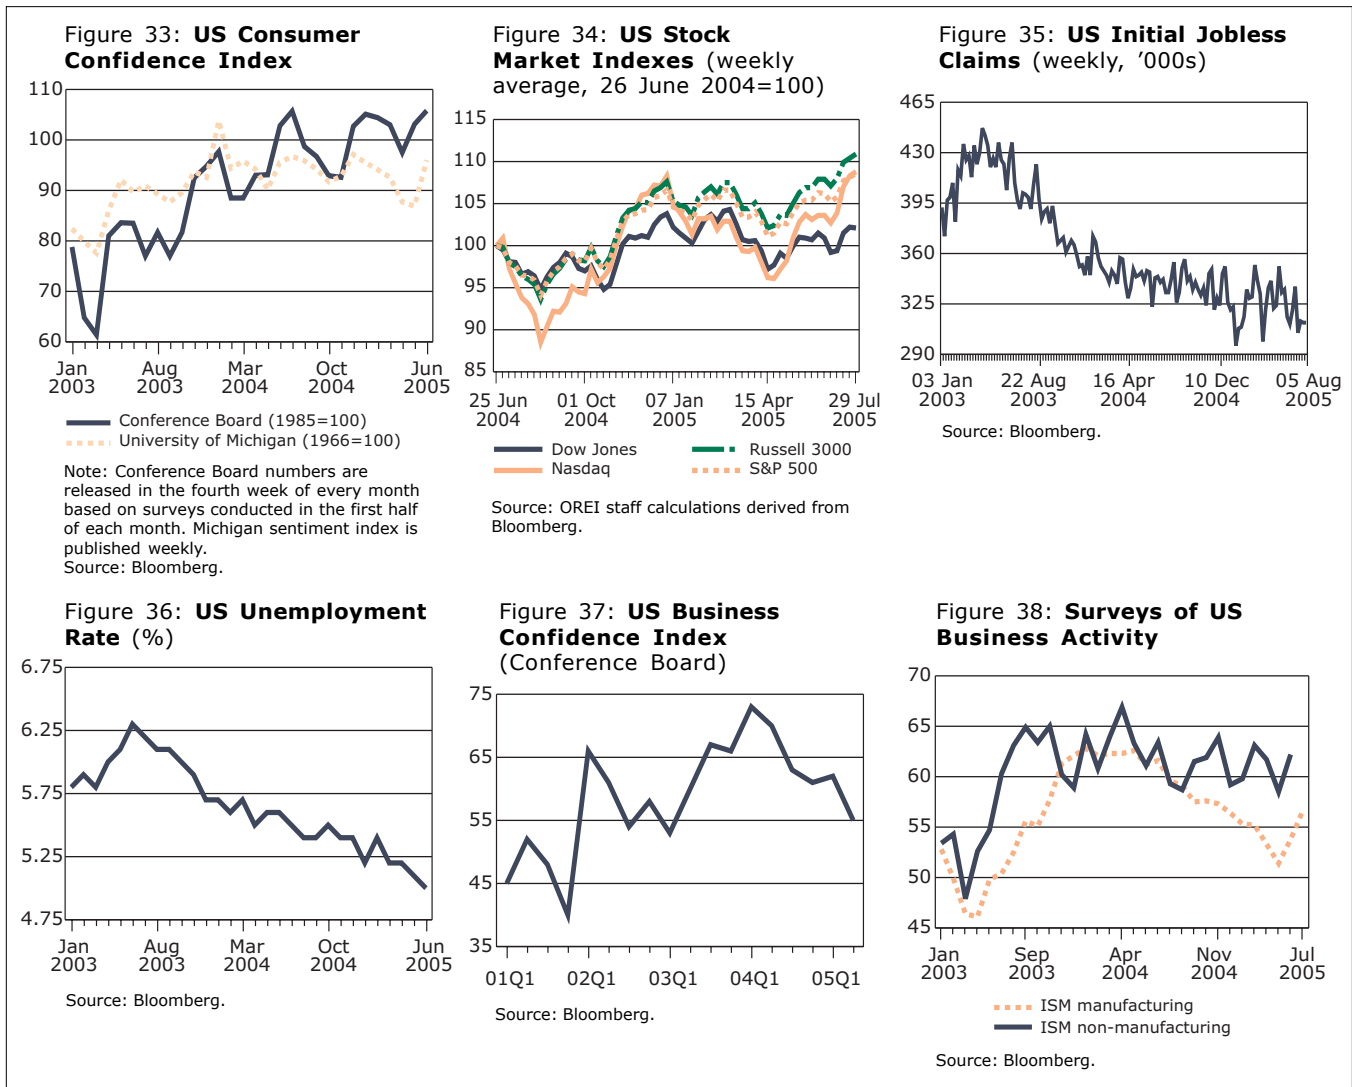 Figure 33: US Consumer
Confidence Index
110
100
90
80
70
60
Jan
2003
Aug
2003
Mar
2004
Oct
2004
Jun
2005
Conference Board (1985=100)
University of Michigan (1966=100)
Note: Conference Board numbers are
released in the fourth week of every month
based on surveys conducted in the first half
of each month. Michigan sentiment index is
published weekly.
Source: Bloomberg.
Figure 34: US Stock
Market Indexes (weekly
average, 26 June 2004=100)
115
110
105
100
95
90
85
25 Jun
2004
01 Oct
2004
07 Jan
2005
15 Apr
2005
29 Jul
2005
Dow Jones
Nasdaq
Russell 3000
S&P 500
Source: OREI staff calculations derived from
Bloomberg.
Figure 35: US Initial Jobless
Claims (weekly, ’000s)
465
430
395
360
325
290
03 Jan
2003
22 Aug
2003
16 Apr
2004
10 Dec
2004
05 Aug
2005
Source: Bloomberg.
Figure 36: US Unemployment
Rate (%)
6.75
6.25
5.75
5.25
4.75
Jan
2003
Aug
2003
Mar
2004
Oct
2004
Jun
2005
Source: Bloomberg.
Figure 37: US Business
Confidence Index
(Conference Board)
75
65
55
45
35
01Q1
02Q1
03Q1
04Q1
05Q1
Source: Bloomberg.
Figure 38: Surveys of US
Business Activity
70
65
60
55
50
45
Jan
2003
Sep
2003
Apr
2004
Nov
2004
Jul
2005
ISM manufacturing
ISM non-manufacturing
Source: Bloomberg.